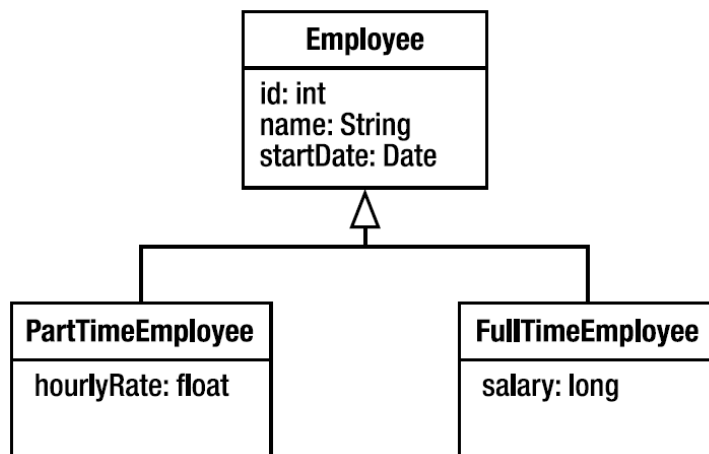 Employee
id: int
name: String
startDate: Date
PartTimeEmployee
hourlyRate: float
FullTimeEmployee
salary: long